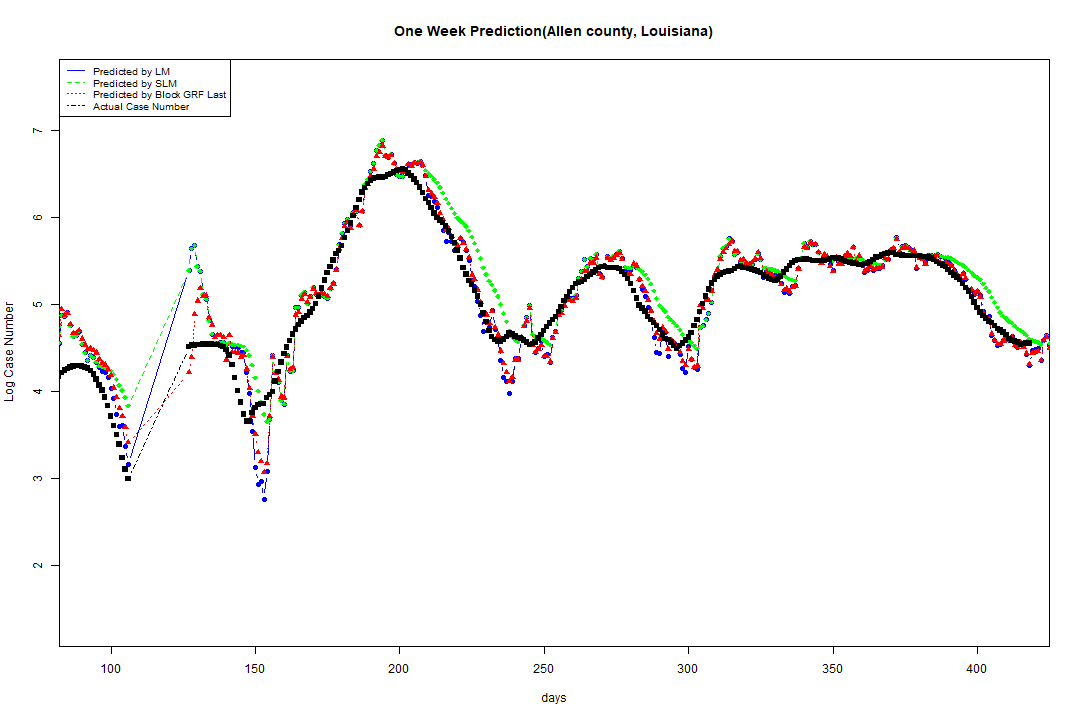 One Week Prediction(Allen county, Louisiana)
Predicted by LM
Predicted by SLM
Predicted by Block GRF Last
Actual Case Number
7
6
5
4
3
2
Log Case Number
100 150 200 250 300 350 400
days